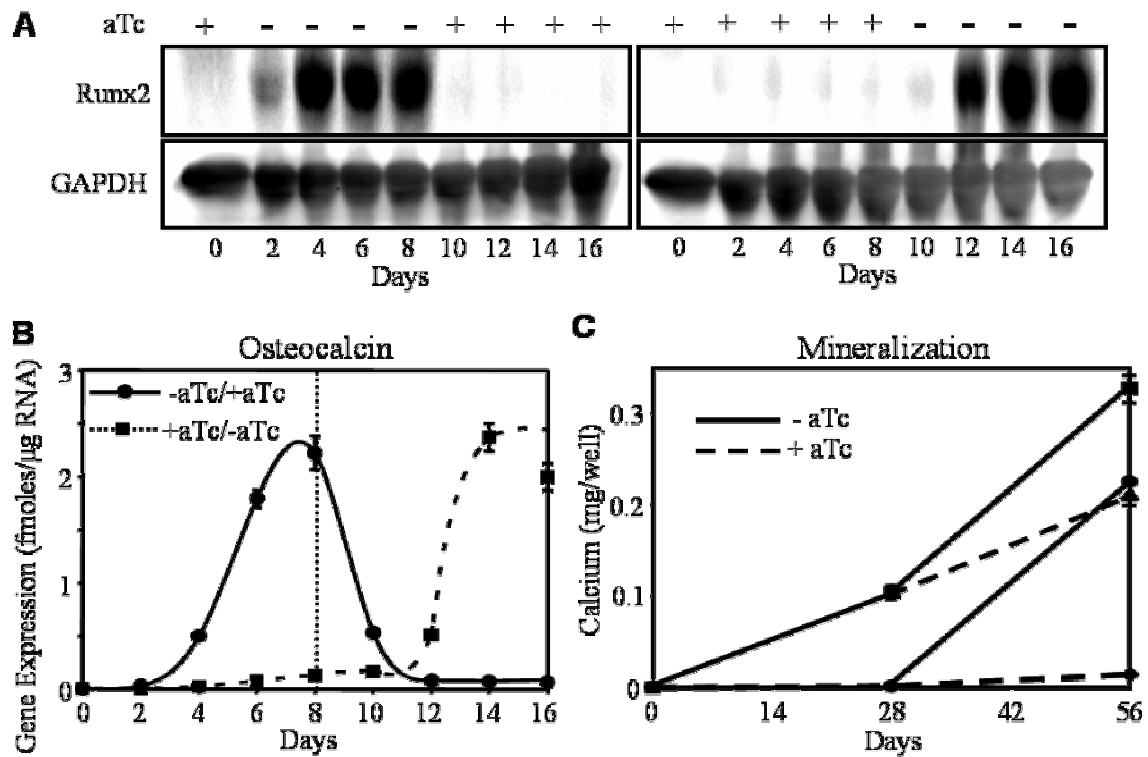 A aTc + - - - - + + + + + + + + + - - - -
Runx2
GAPDH
0 2 4 6 8 10 12 14 16 0 2 4 6 8 10 12 14 16
Days Days
B
Osteocalcin
Gene Expression (fmoles/µg RNA)
3
2
1
0
-aTc/+aTc
+aTc/-aTc
0 2 4 6 8 10 12 14 16
Days
C
Mineralization
Calcium (mg/well)
0.3
0.2
0.1
0
- aTc
+ aTc
0 14 28 42 56
Days